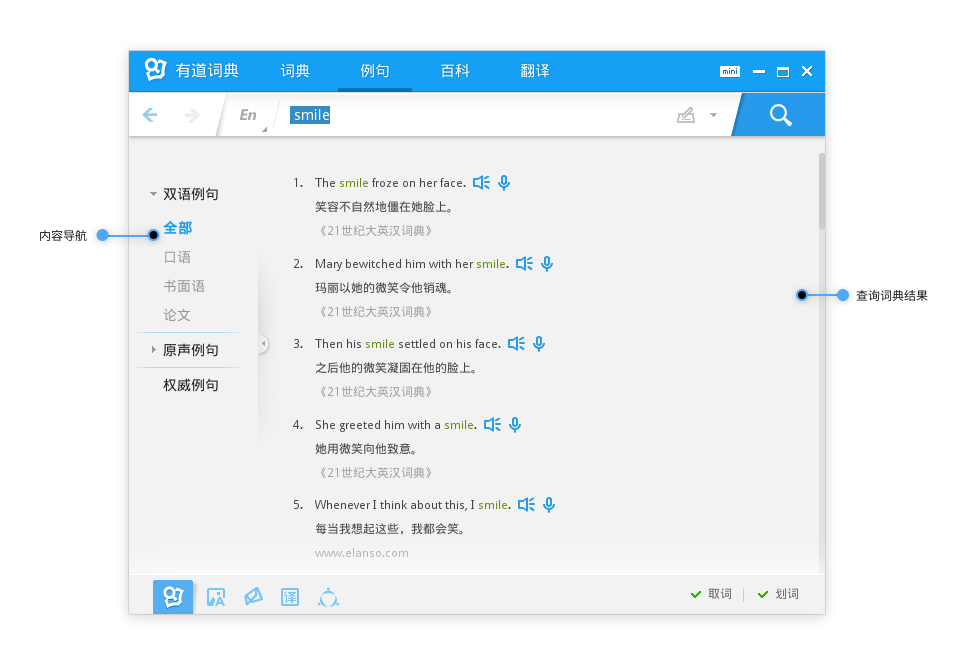 有道词典 词典 例句 百科 翻译 mini
En smile
双语例句
全部
口语
书面语
论文
原声例句
权威例句
内容导航
1. The smile froze on her face.
笑容不自然地僵在她脸上。
《21世纪大英汉词典》
2. Mary bewitched him with her smile.
玛丽以她的微笑令他销魂。
《21世纪大英汉词典》
3. Then his smile settled on his face.
之后他的微笑凝固在他的脸上。
《21世纪大英汉词典》
4. She greeted him with a smile.
她用微笑向他致意。
《21世纪大英汉词典》
5. Whenever I think about this, I smile.
每当我想起这些，我都会笑。
www.elanso.com
查询词典结果
A 译
取词 | 划词